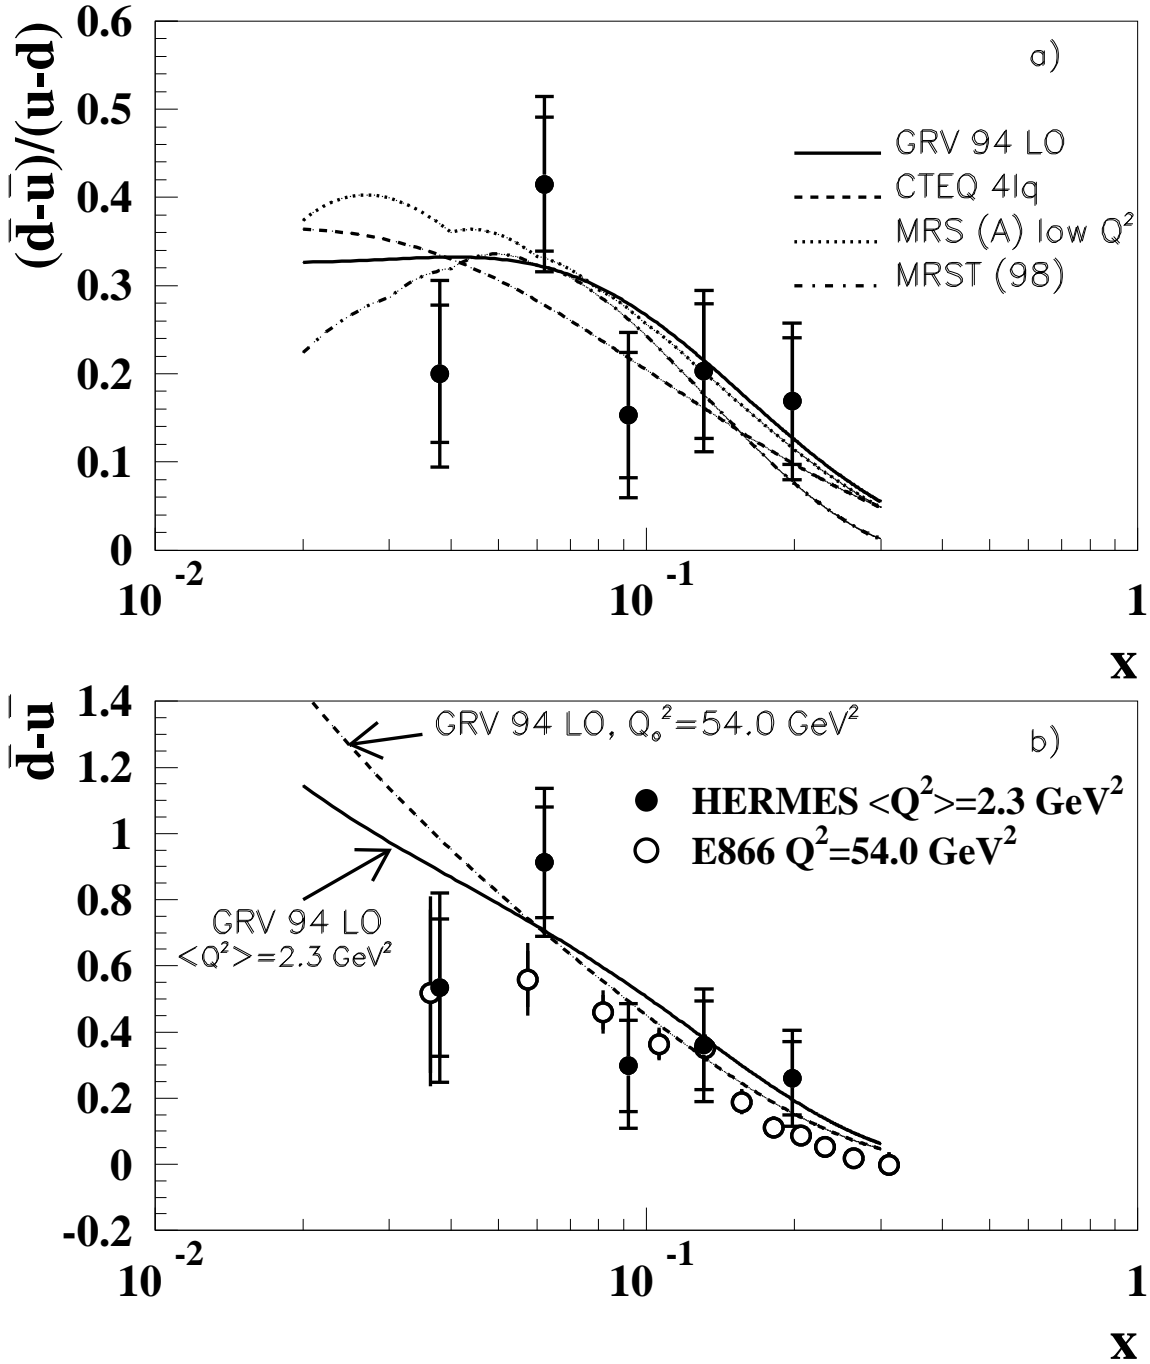 (d̄-ū)/(u-d)
0.6
0.5
0.4
0.3
0.2
0.1
0
a)
GRV 94 LO
CTEQ 4lq
MRS (A) low Q²
MRST (98)
10⁻²
10⁻¹
1
x
d̄-ū
1.4
1.2
1
0.8
0.6
0.4
0.2
0
-0.2
GRV 94 LO, Q₀²=54.0 GeV²
b)
HERMES <Q²>=2.3 GeV²
E866 Q²=54.0 GeV²
GRV 94 LO
<Q²>=2.3 GeV²
10⁻²
10⁻¹
1
x